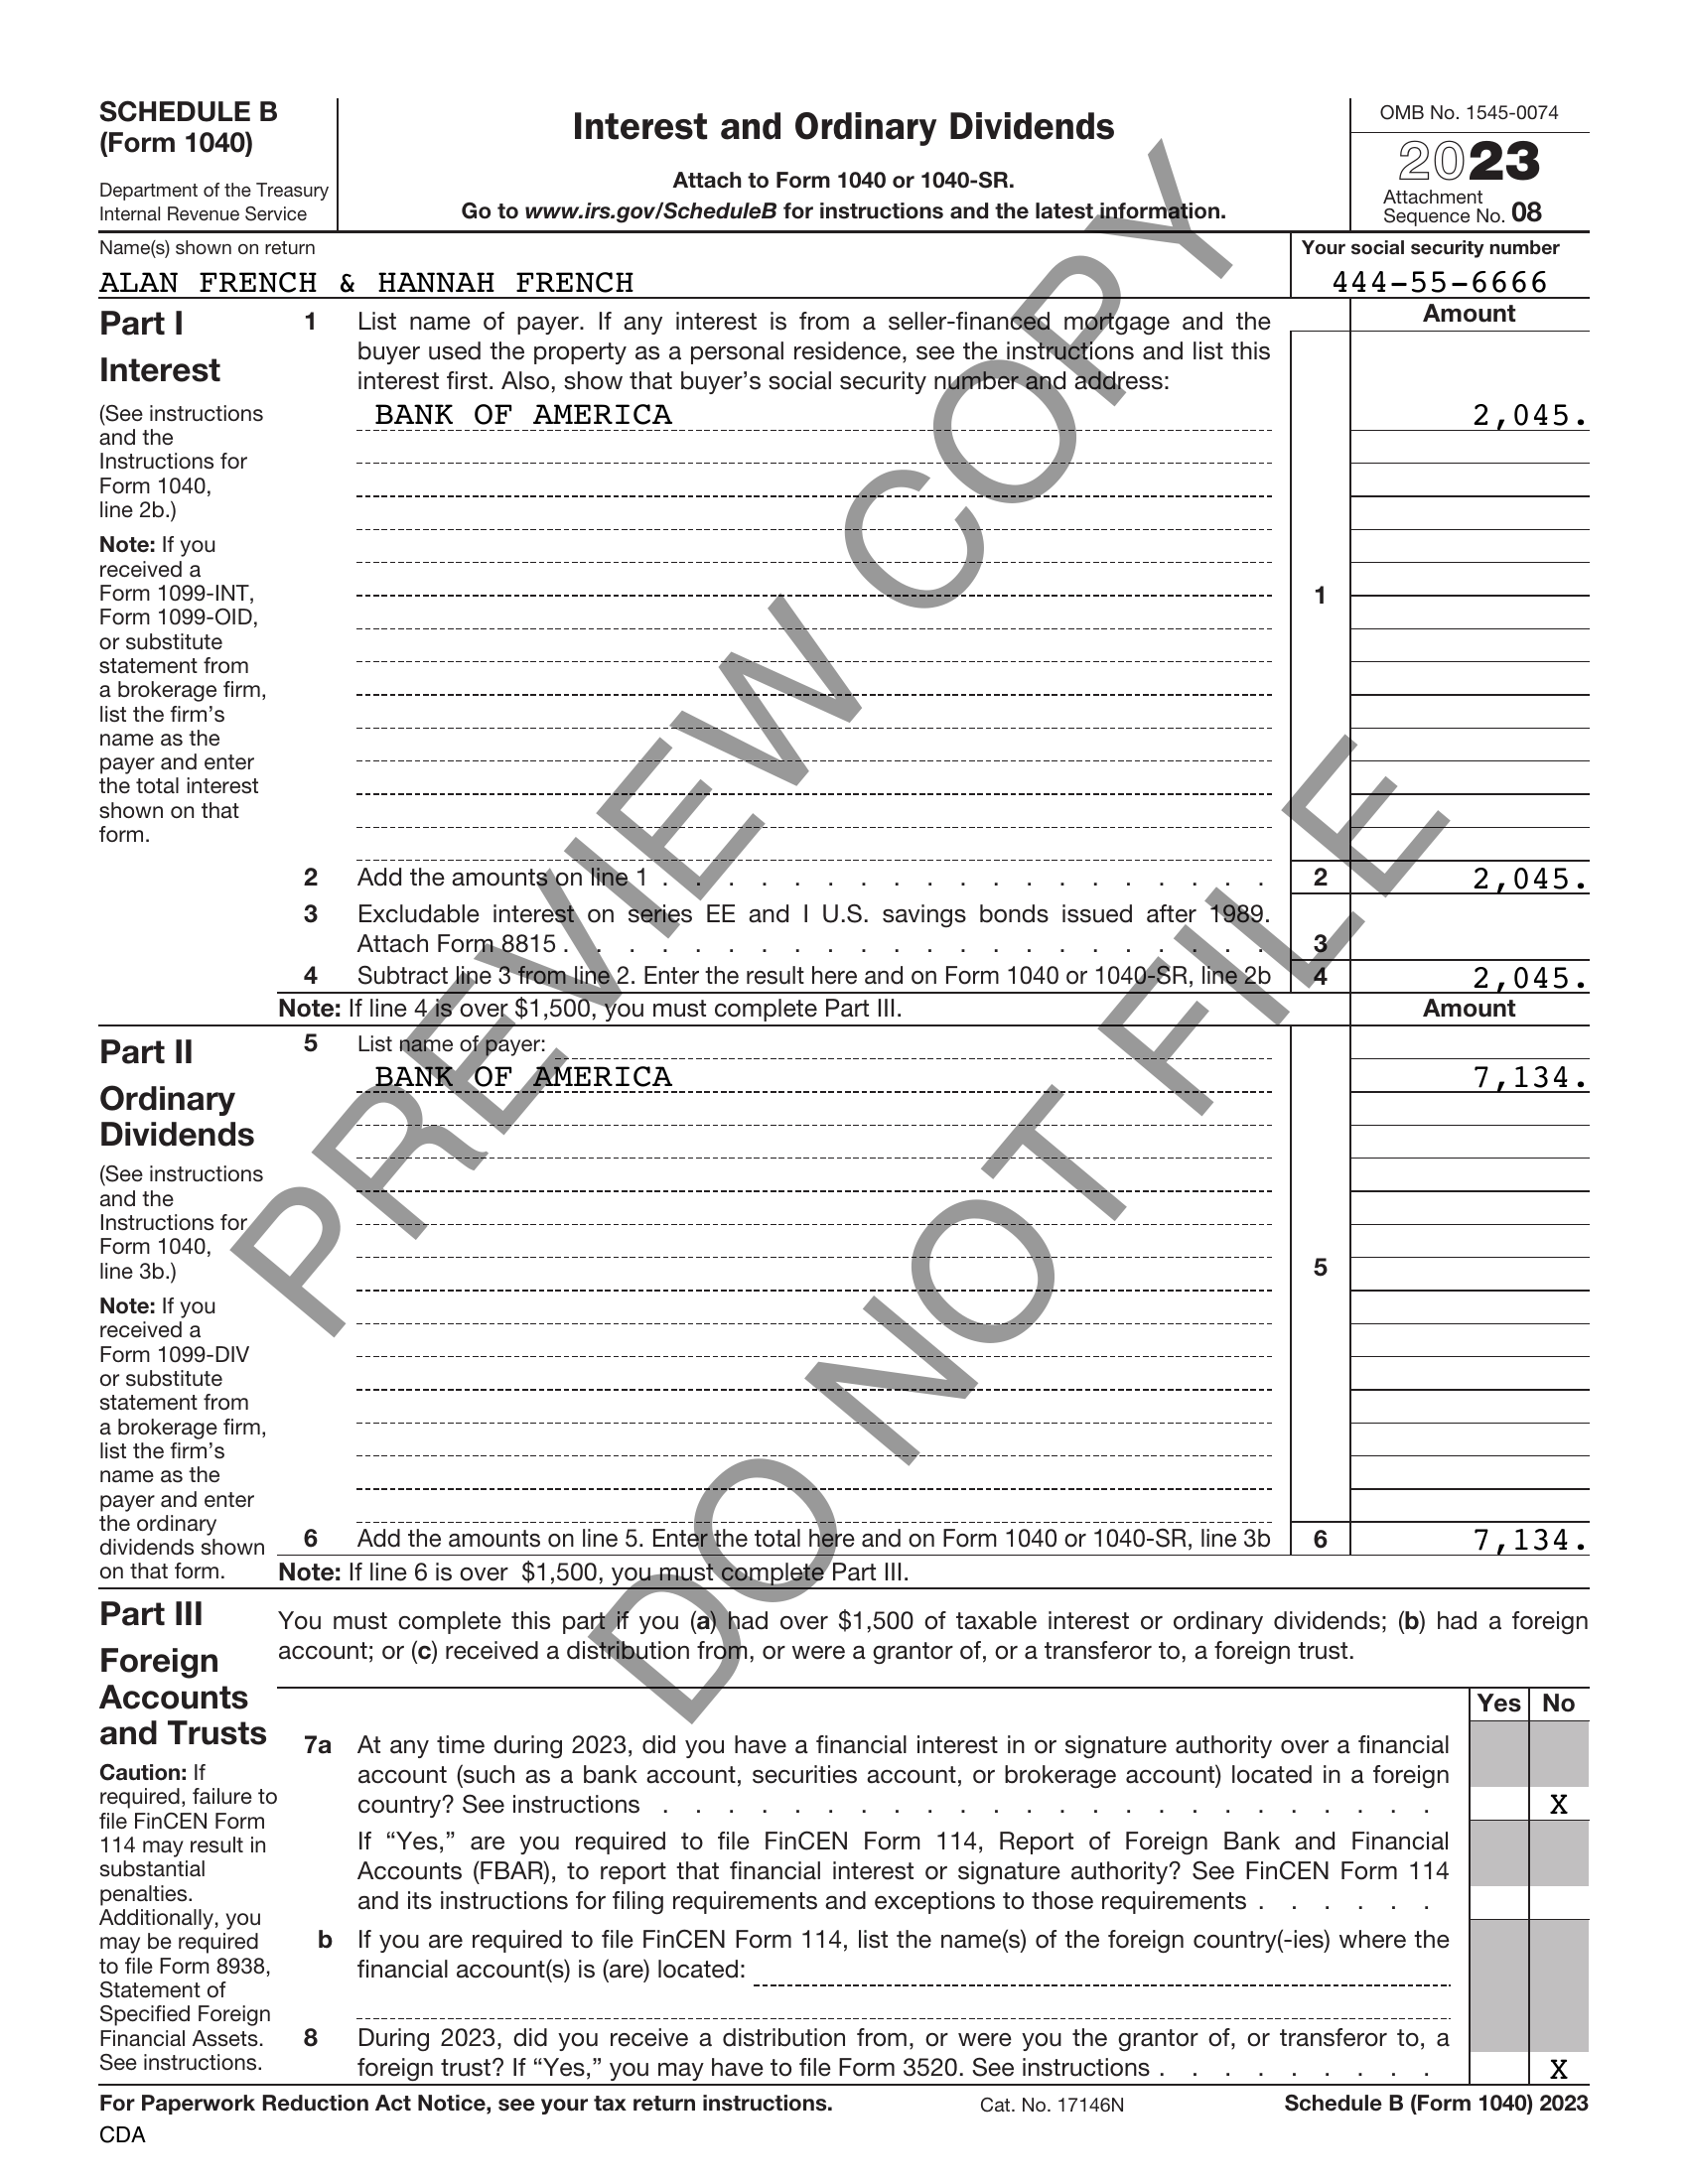 SCHEDULE B
(Form 1040)
Department of the Treasury
Internal Revenue Service
Interest and Ordinary Dividends
Attach to Form 1040 or 1040-SR.
Go to www.irs.gov/ScheduleB for instructions and the latest information.
OMB No. 1545-0074
2023
Attachment
Sequence No. 08
Name(s) shown on return
ALAN FRENCH & HANNAH FRENCH
Your social security number
444-55-6666
Part I
Interest
(See instructions
and the
Instructions for
Form 1040,
line 2b.)
Note: If you
received a
Form 1099-INT,
Form 1099-OID,
or substitute
statement from
a brokerage firm,
list the firm's
name as the
payer and enter
the total interest
shown on that
form.
Amount
1 List name of payer. If any interest is from a seller-financed mortgage and the
buyer used the property as a personal residence, see the instructions and list this
interest first. Also, show that buyer's social security number and address:
BANK OF AMERICA 2,045.
1
2 Add the amounts on line 1 . . . . . . . . . . . . . . . . . . . 2 2,045.
3 Excludable interest on series EE and I U.S. savings bonds issued after 1989.
Attach Form 8815 . . . . . . . . . . . . . . . . . . . . . . 3
4 Subtract line 3 from line 2. Enter the result here and on Form 1040 or 1040-SR, line 2b 4 2,045.
Note: If line 4 is over $1,500, you must complete Part III. Amount
Part II
Ordinary
Dividends
(See instructions
and the
Instructions for
Form 1040,
line 3b.)
Note: If you
received a
Form 1099-DIV
or substitute
statement from
a brokerage firm,
list the firm's
name as the
payer and enter
the ordinary
dividends shown
on that form.
5 List name of payer:
BANK OF AMERICA 7,134.
5
6 Add the amounts on line 5. Enter the total here and on Form 1040 or 1040-SR, line 3b 6 7,134.
Note: If line 6 is over $1,500, you must complete Part III.
Part III
Foreign
Accounts
and Trusts
Caution: If
required, failure to
file FinCEN Form
114 may result in
substantial
penalties.
Additionally, you
may be required
to file Form 8938,
Statement of
Specified Foreign
Financial Assets.
See instructions.
You must complete this part if you (a) had over $1,500 of taxable interest or ordinary dividends; (b) had a foreign
account; or (c) received a distribution from, or were a grantor of, or a transferor to, a foreign trust.
Yes No
7a At any time during 2023, did you have a financial interest in or signature authority over a financial
account (such as a bank account, securities account, or brokerage account) located in a foreign
country? See instructions . . . . . . . . . . . . . . . . . . . . . . . . X
If “Yes,” are you required to file FinCEN Form 114, Report of Foreign Bank and Financial
Accounts (FBAR), to report that financial interest or signature authority? See FinCEN Form 114
and its instructions for filing requirements and exceptions to those requirements . . . . . .
b If you are required to file FinCEN Form 114, list the name(s) of the foreign country(-ies) where the
financial account(s) is (are) located:
8 During 2023, did you receive a distribution from, or were you the grantor of, or transferor to, a
foreign trust? If “Yes,” you may have to file Form 3520. See instructions . . . . . . . . . X
For Paperwork Reduction Act Notice, see your tax return instructions. Cat. No. 17146N Schedule B (Form 1040) 2023
CDA
PREVIEW COPY
DO NOT FILE